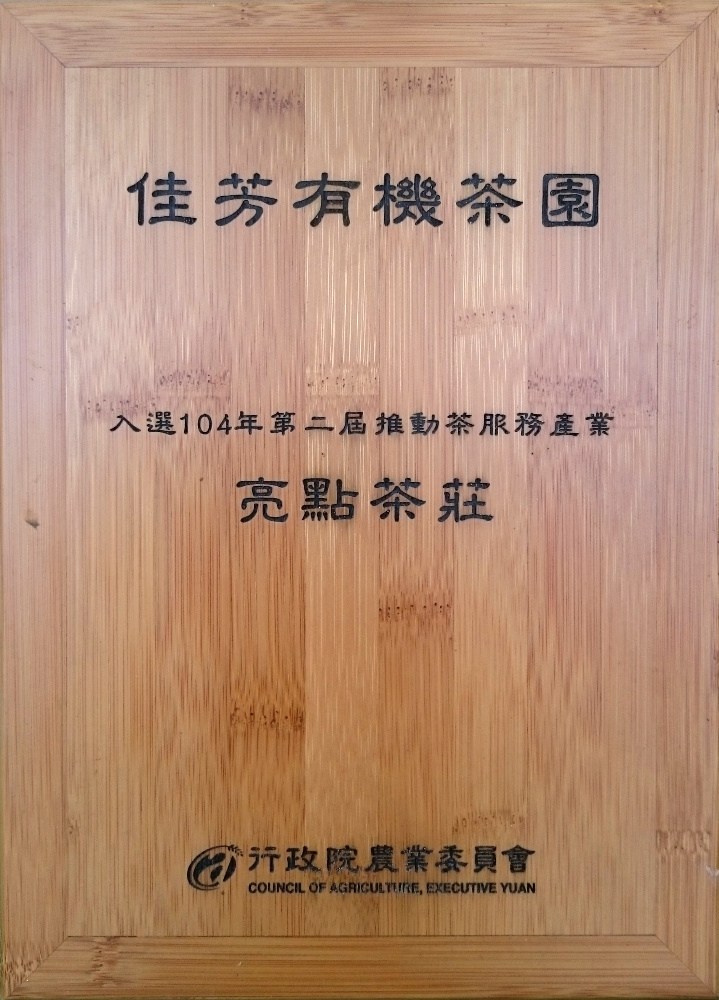 佳芳有機茶園
入選104年第二屆推動茶服務產業
亮點茶莊
行政院農業委員會
COUNCIL OF AGRICULTURE, EXECUTIVE YUAN